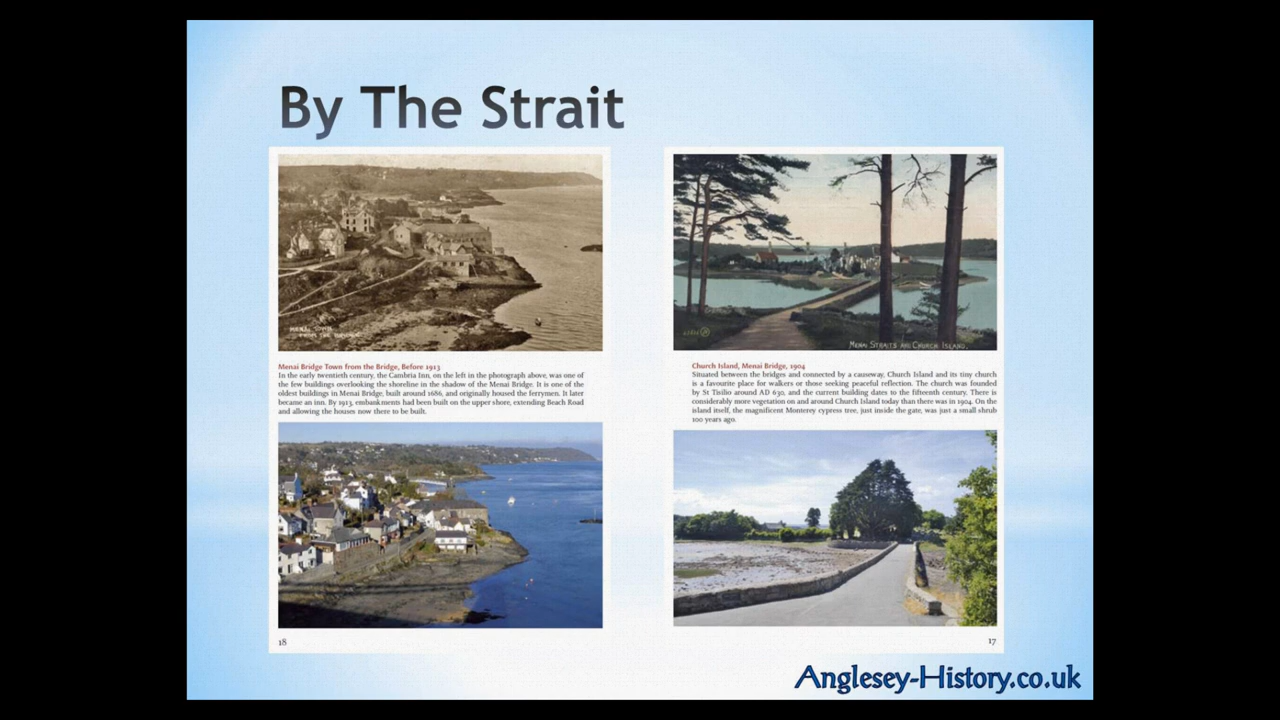 By The Strait
MENAI TOWN
FROM THE
Menai Bridge Town from the Bridge, Before 1913
In the early twentieth century, the Cambria Inn, on the left in the photograph above, was one of
the few buildings overlooking the shoreline in the shadow of the Menai Bridge. It is one of the
oldest buildings in Menai Bridge, built around 1686, and originally housed the ferrymen. It later
became an inn. By 1913, embankments had been built on the upper shore, extending Beach Road
and allowing the houses now there to be built.
18
MENAI STRAITS AND CHURCH ISLAND.
Church Island, Menai Bridge, 1904
Situated between the bridges and connected by a causeway, Church Island and its tiny church
is a favourite place for walkers or those seeking peaceful reflection. The church was founded
by St Tisilio around AD 630, and the current building dates to the fifteenth century. There is
considerably more vegetation on and around Church Island today than there was in 1904. On the
island itself, the magnificent Monterey cypress tree, just inside the gate, was just a small shrub
100 years ago.
17
Anglesey-History.co.uk